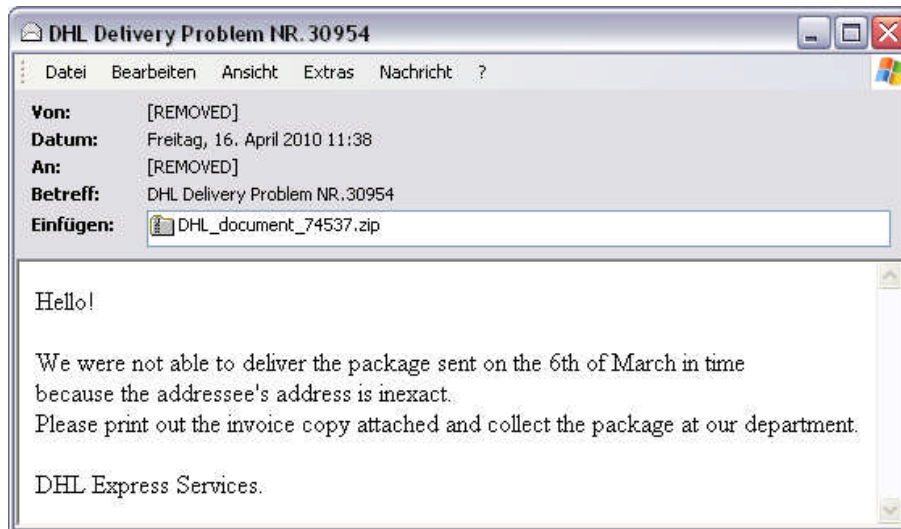 DHL Delivery Problem NR. 30954
Datei Bearbeiten Ansicht Extras Nachricht ?
Von: [REMOVED]
Datum: Freitag, 16. April 2010 11:38
An: [REMOVED]
Betreff: DHL Delivery Problem NR.30954
Einfügen: DHL_document_74537.zip
Hello!
We were not able to deliver the package sent on the 6th of March in time
because the addressee's address is inexact.
Please print out the invoice copy attached and collect the package at our department.
DHL Express Services.